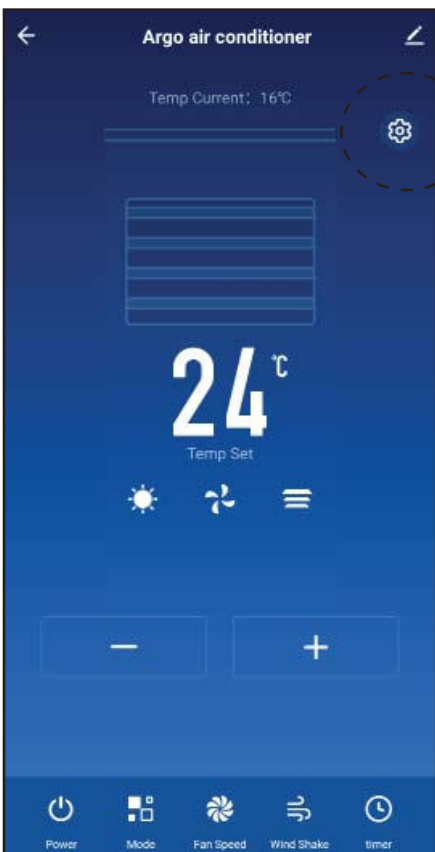 Argo air conditioner
Temp Current: 16℃
24 ℃
Temp Set
Power Mode Fan Speed Wind Shake timer